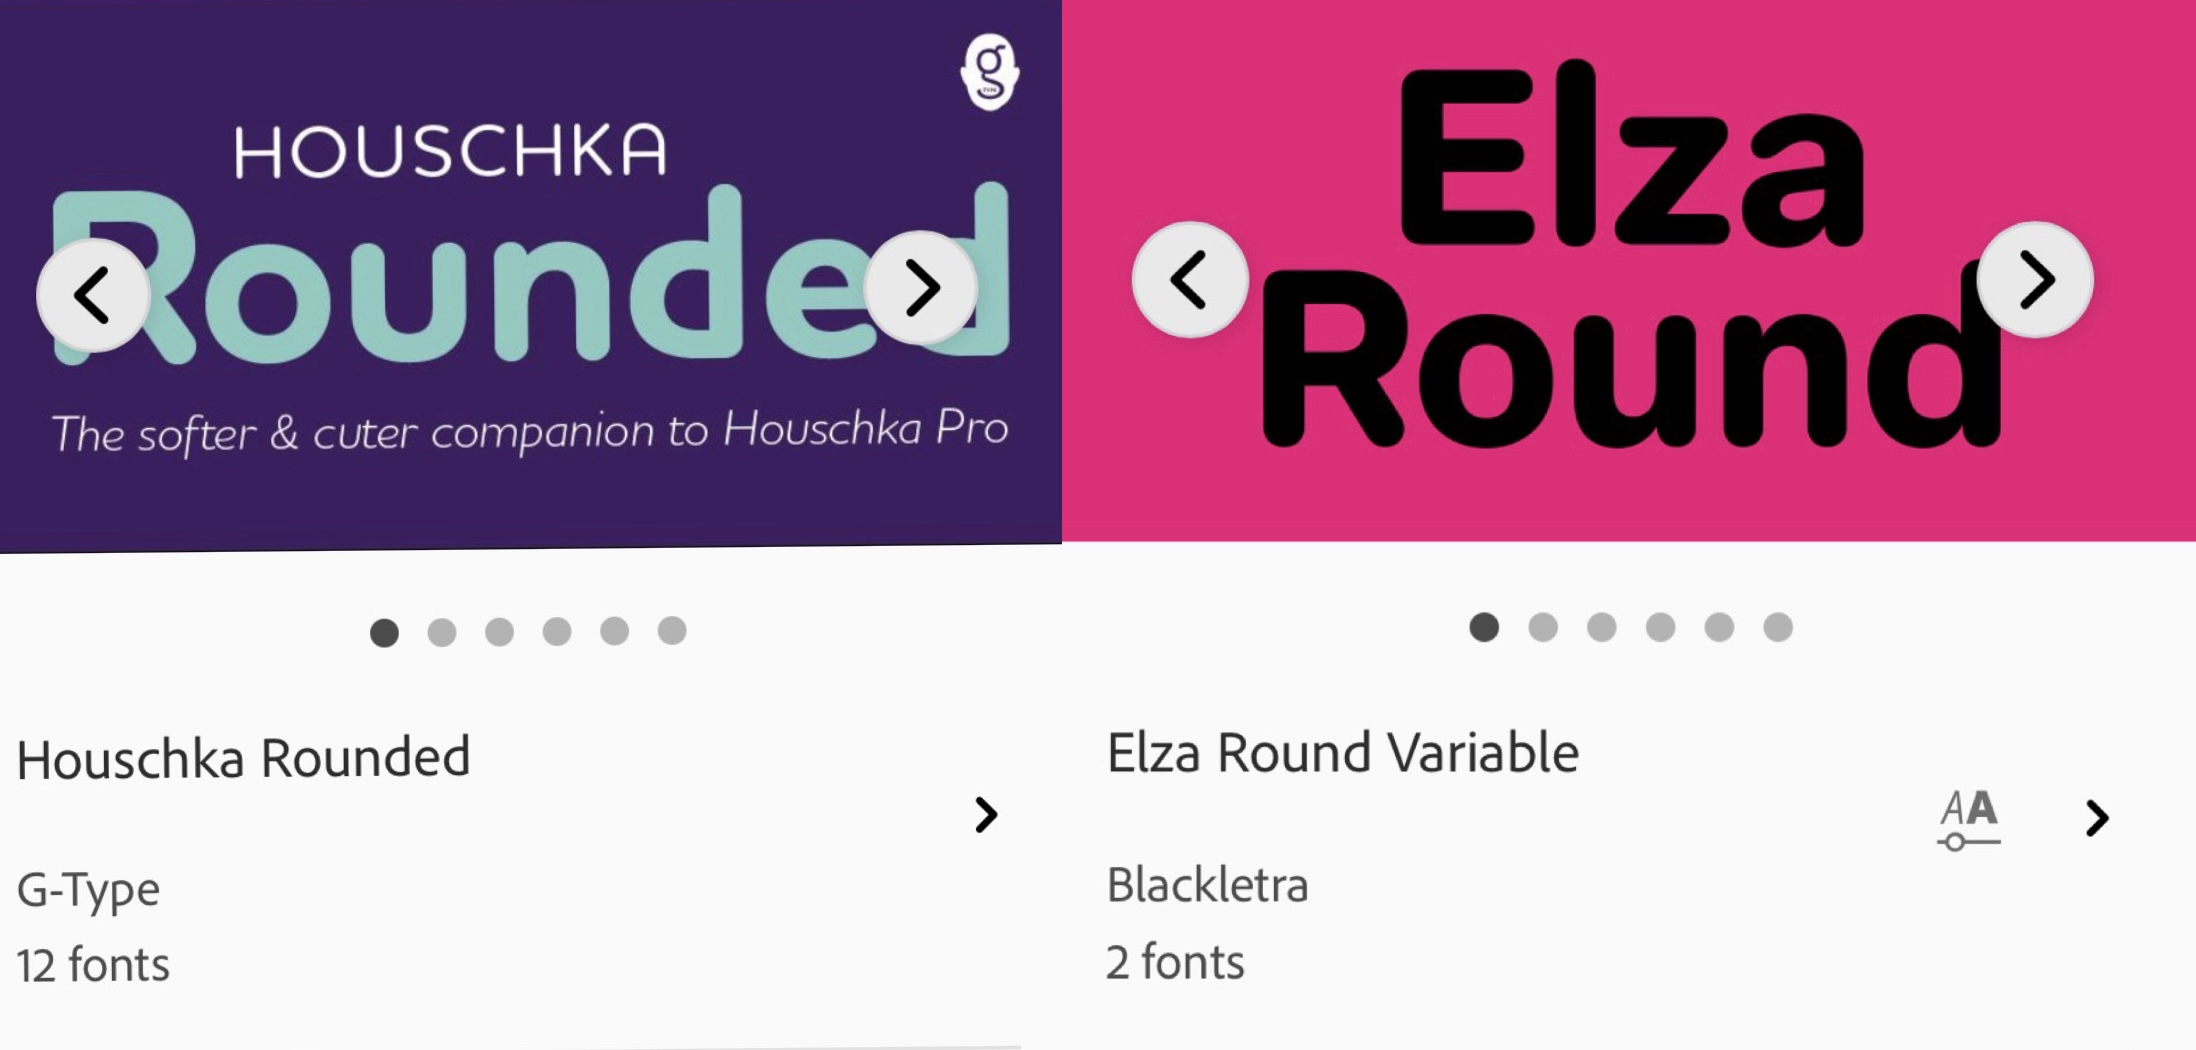 HOUSCHKA
Rounded
The softer & cuter companion to Houschka Pro
Houschka Rounded
G-Type
12 fonts
Elza
Round
Elza Round Variable
AA
Blackletra
2 fonts